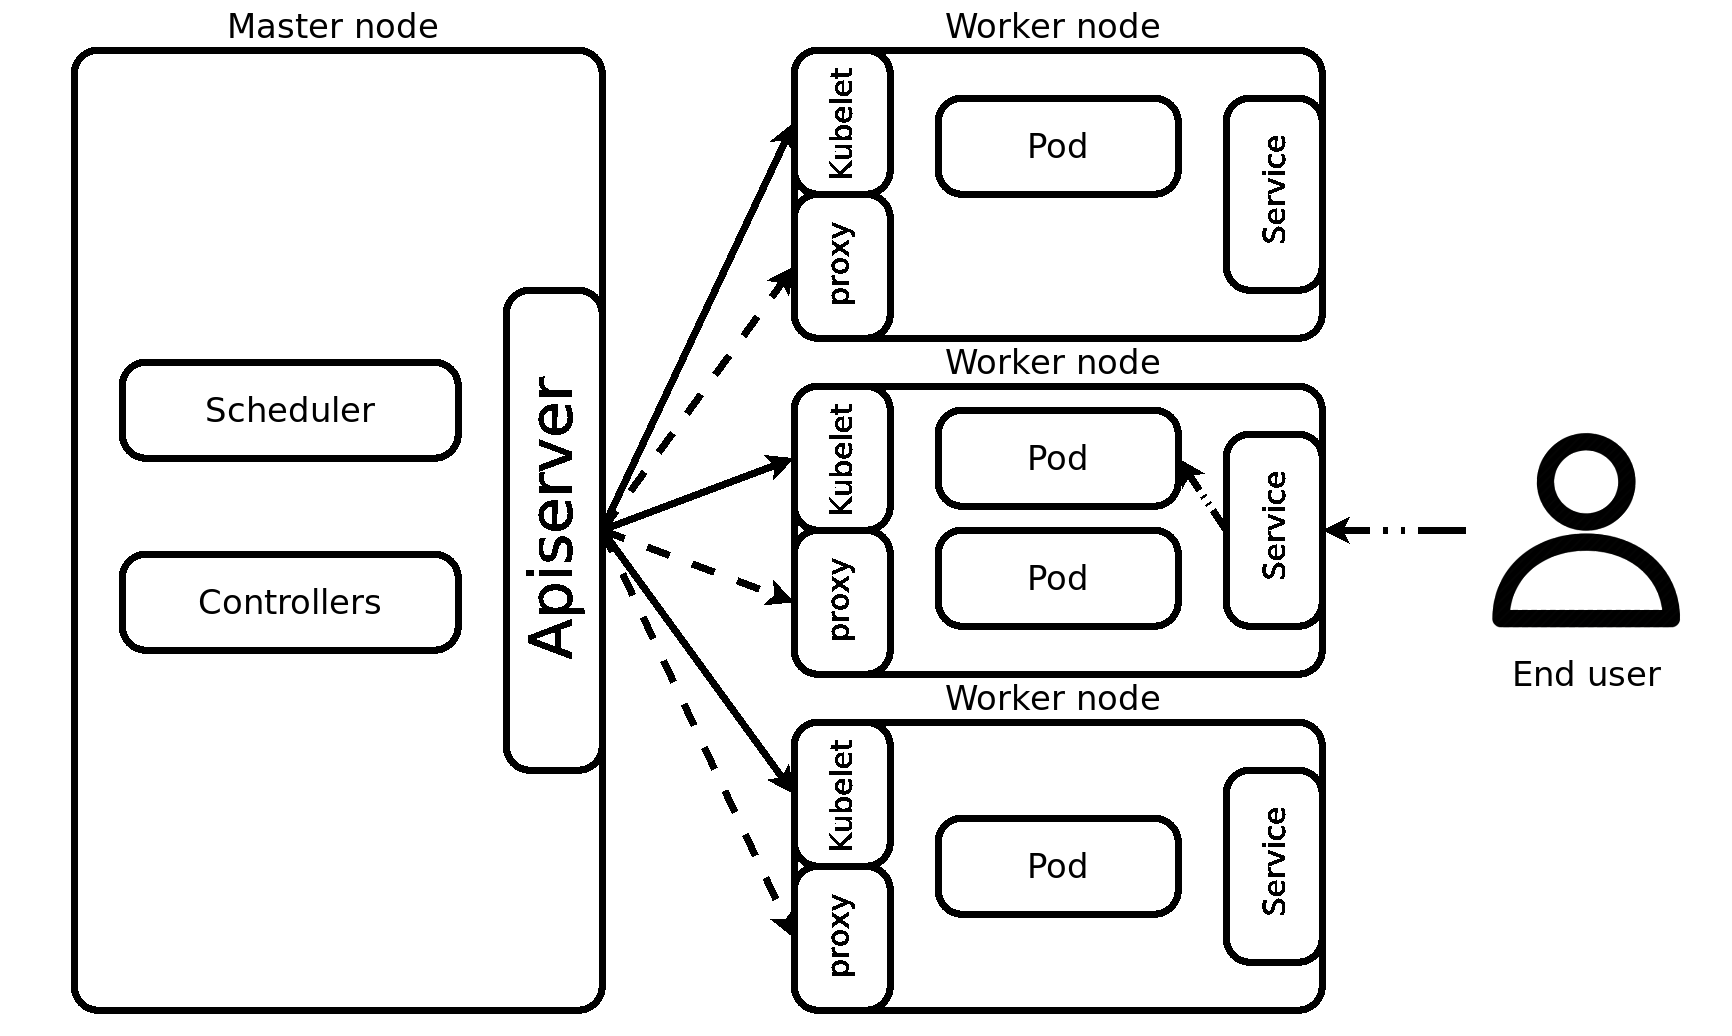 Master node
Scheduler
Controllers
Apiserver
Worker node
Kubelet
proxy
Pod
Service
Worker node
Kubelet
proxy
Pod
Pod
Service
Worker node
Kubelet
proxy
Pod
Service
End user